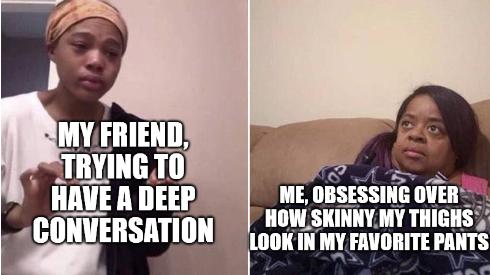 MY FRIEND,
TRYING TO
HAVE A DEEP
CONVERSATION
ME, OBSESSING OVER
HOW SKINNY MY THIGHS
LOOK IN MY FAVORITE PANTS